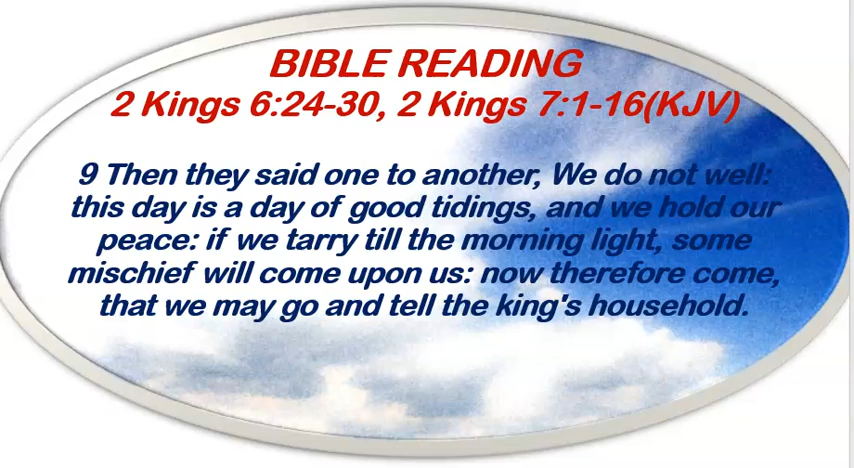 BIBLE READING
2 Kings 6:24-30, 2 Kings 7:1-16(KJV)
9 Then they said one to another, We do not well:
this day is a day of good tidings, and we hold our
peace: if we tarry till the morning light, some
mischief will come upon us: now therefore come,
that we may go and tell the king's household.